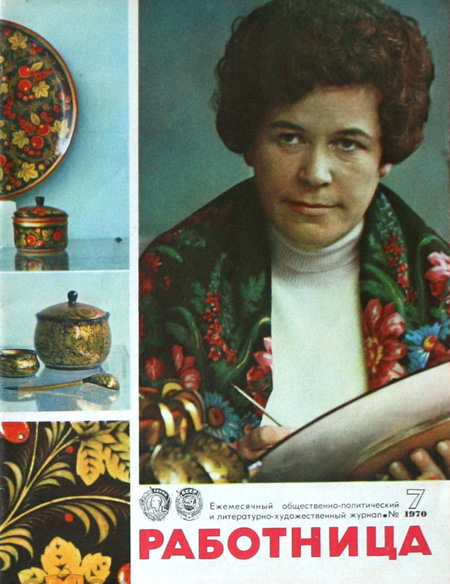 Ежемесячный общественно-политический
и литературно-художественный журнал. № 7
1970
РАБОТНИЦА